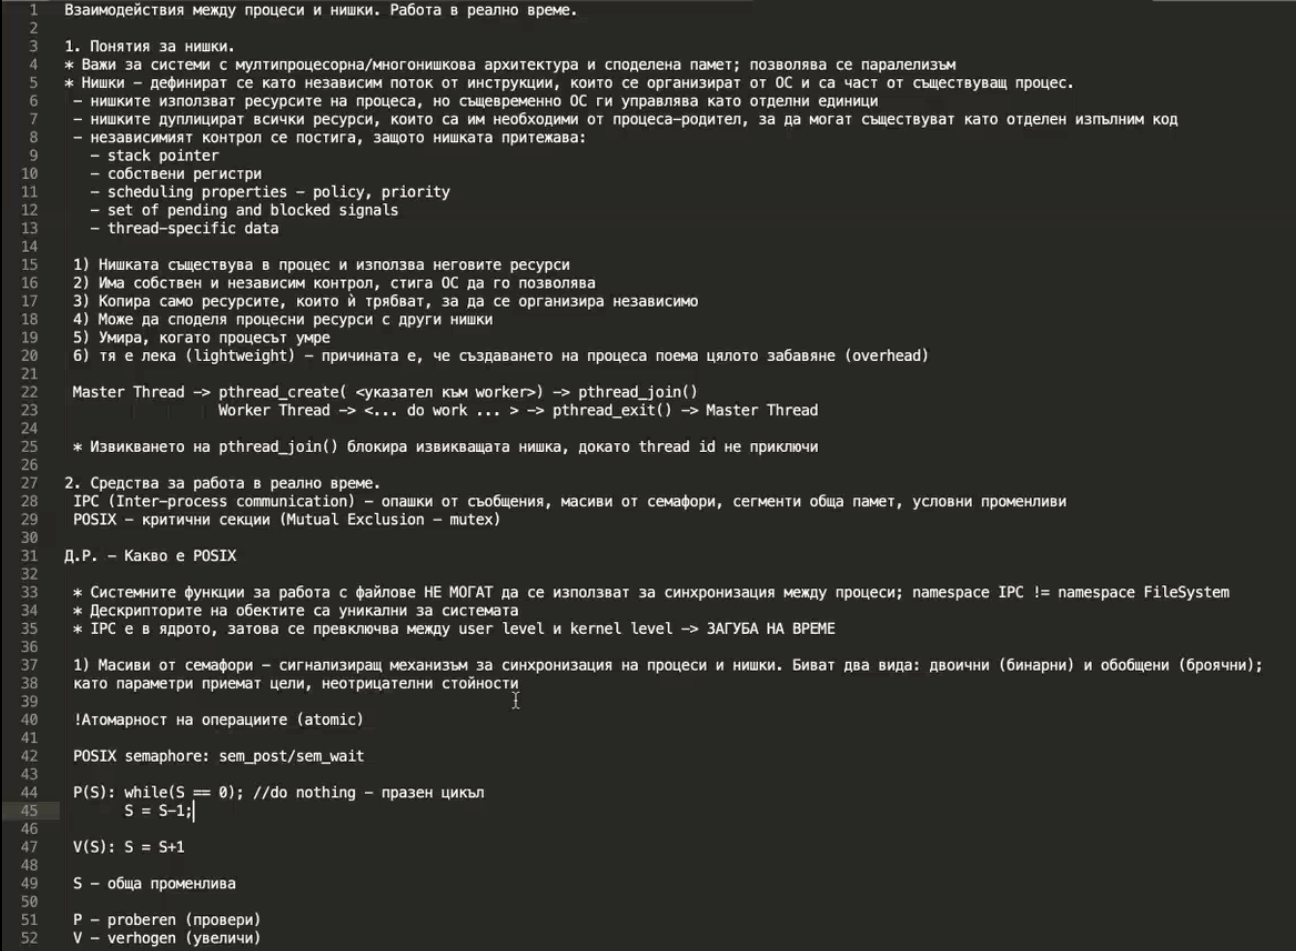 1 Взаимодействия между процеси и нишки. Работа в реално време.
2
3 1. Понятия за нишки.
4 * Важи за системи с мултипроцесорна/многонишкова архитектура и споделена памет; позволява се паралелизъм
5 * Нишки – дефинират се като независим поток от инструкции, които се организират от ОС и са част от съществуващ процес.
6 – нишките използват ресурсите на процеса, но същевременно ОС ги управлява като отделни единици
7 – нишките дуплицират всички ресурси, които са им необходими от процеса-родител, за да могат съществуват като отделен изпълним код
8 – независимият контрол се постига, защото нишката притежава:
9 – stack pointer
10 – собствени регистри
11 – scheduling properties – policy, priority
12 – set of pending and blocked signals
13 – thread-specific data
14
15 1) Нишката съществува в процес и използва неговите ресурси
16 2) Има собствен и независим контрол, стига ОС да го позволява
17 3) Копира само ресурсите, които ѝ трябват, за да се организира независимо
18 4) Може да споделя процесни ресурси с други нишки
19 5) Умира, когато процесът умре
20 6) тя е лека (lightweight) – причината е, че създаването на процеса поема цялото забавяне (overhead)
21
22 Master Thread -> pthread_create( <указател към worker>) -> pthread_join()
23 Worker Thread -> <... do work ... > -> pthread_exit() -> Master Thread
24
25 * Извикването на pthread_join() блокира извикващата нишка, докато thread id не приключи
26
27 2. Средства за работа в реално време.
28 IPC (Inter-process communication) – опашки от съобщения, масиви от семафори, сегменти обща памет, условни променливи
29 POSIX – критични секции (Mutual Exclusion – mutex)
30
31 Д.Р. – Какво е POSIX
32
33 * Системните функции за работа с файлове НЕ МОГАТ да се използват за синхронизация между процеси; namespace IPC != namespace FileSystem
34 * Дескрипторите на обектите са уникални за системата
35 * IPC е в ядрото, затова се превключва между user level и kernel level -> ЗАГУБА НА ВРЕМЕ
36
37 1) Масиви от семафори – сигнализиращ механизъм за синхронизация на процеси и нишки. Биват два вида: двоични (бинарни) и обобщени (броячни);
38 като параметри приемат цели, неотрицателни стойности
39
40 !Атомарност на операциите (atomic)
41
42 POSIX semaphore: sem_post/sem_wait
43
44 P(S): while(S == 0); //do nothing – празен цикъл
45 S = S-1;
46
47 V(S): S = S+1
48
49 S – обща променлива
50
51 P – proberen (провери)
52 V – verhogen (увеличи)